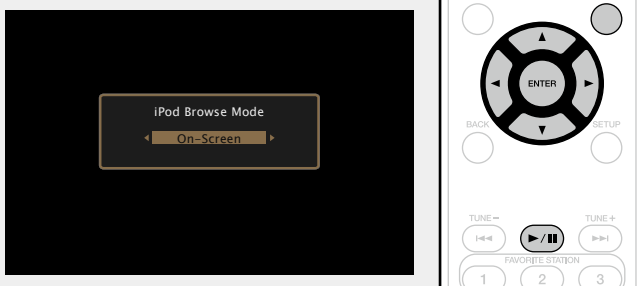 iPod Browse Mode
On-Screen
ENTER
BACK
SETUP
TUNE −
TUNE +
FAVORITE STATION
1 2 3